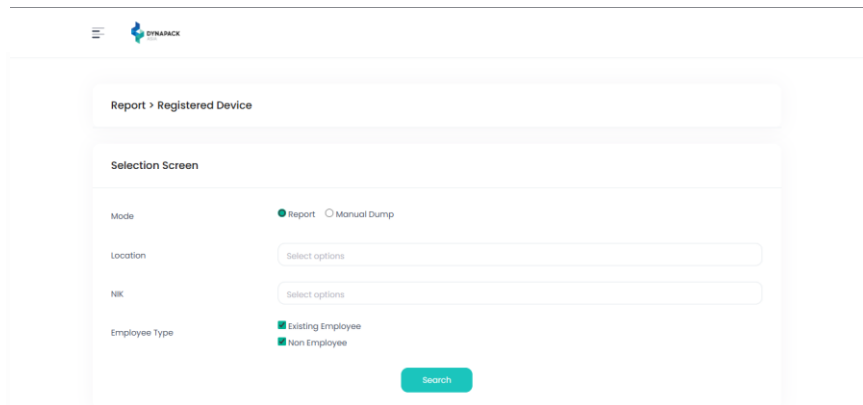 DYNAPACK
Report > Registered Device
Selection Screen
Mode
Report Manual Dump
Location
Select options
NIK
Select options
Employee Type
Existing Employee
Non Employee
Search